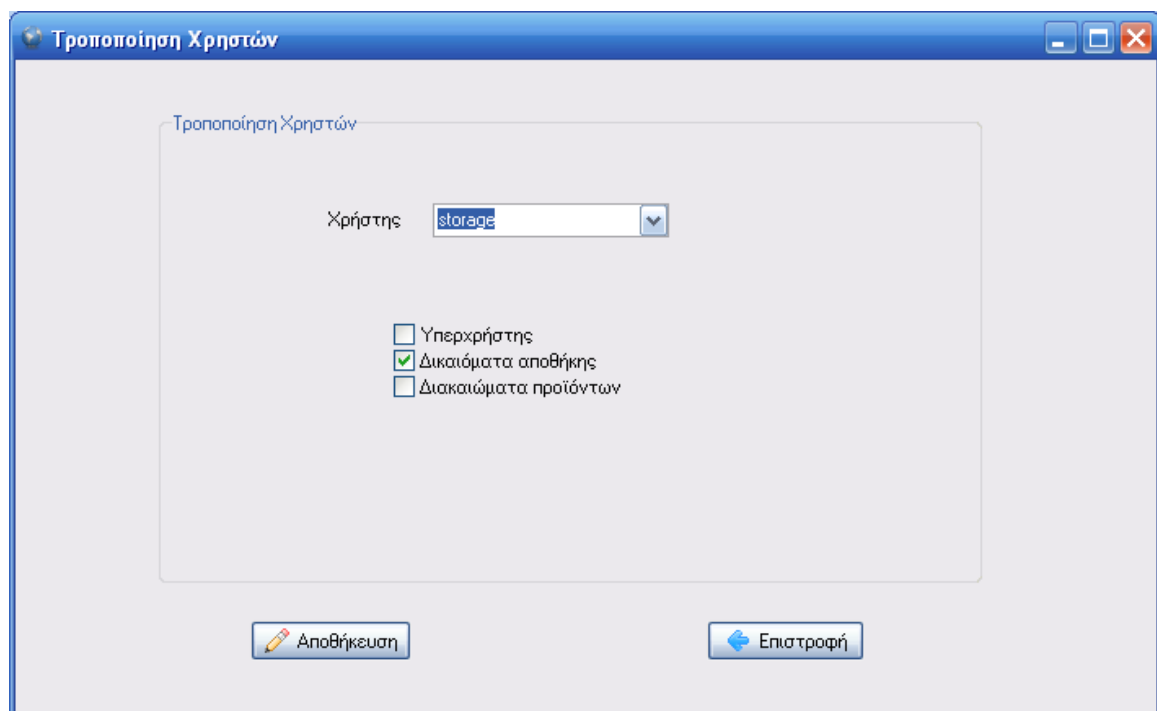 Τροποποίηση Χρηστών
Τροποποίηση Χρηστών
Χρήστης storage
Υπερχρήστης
Δικαιόματα αποθήκης
Διακαιώματα προϊόντων
Αποθήκευση Επιστροφή